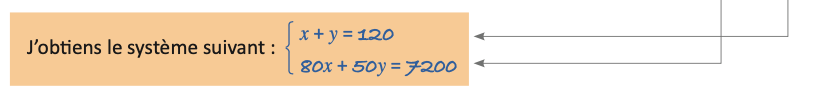 J'obtiens le système suivant : { x + y = 120
80x + 50y = 7200